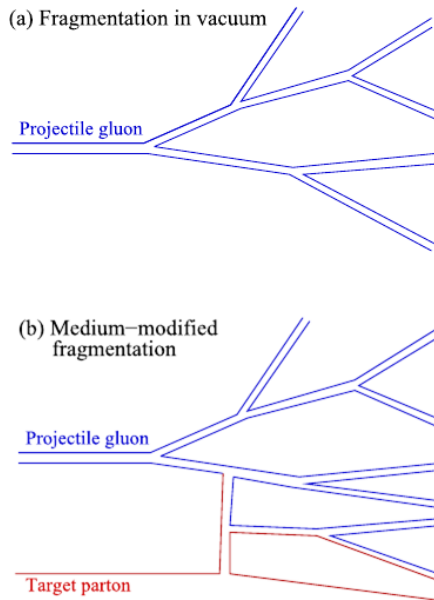 (a) Fragmentation in vacuum
Projectile gluon
(b) Medium−modified
fragmentation
Projectile gluon
Target parton